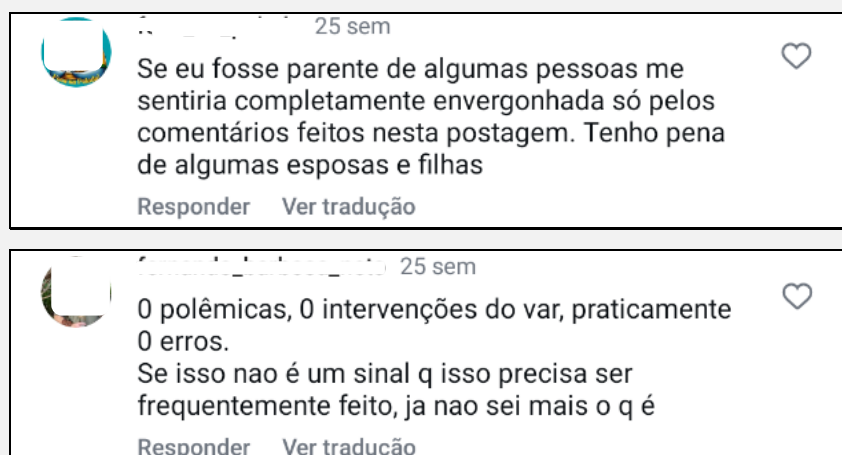 25 sem
Se eu fosse parente de algumas pessoas me
sentiria completamente envergonhada só pelos
comentários feitos nesta postagem. Tenho pena
de algumas esposas e filhas
Responder Ver tradução
25 sem
0 polêmicas, 0 intervenções do var, praticamente
0 erros.
Se isso nao é um sinal q isso precisa ser
frequentemente feito, ja nao sei mais o q é
Responder Ver tradução